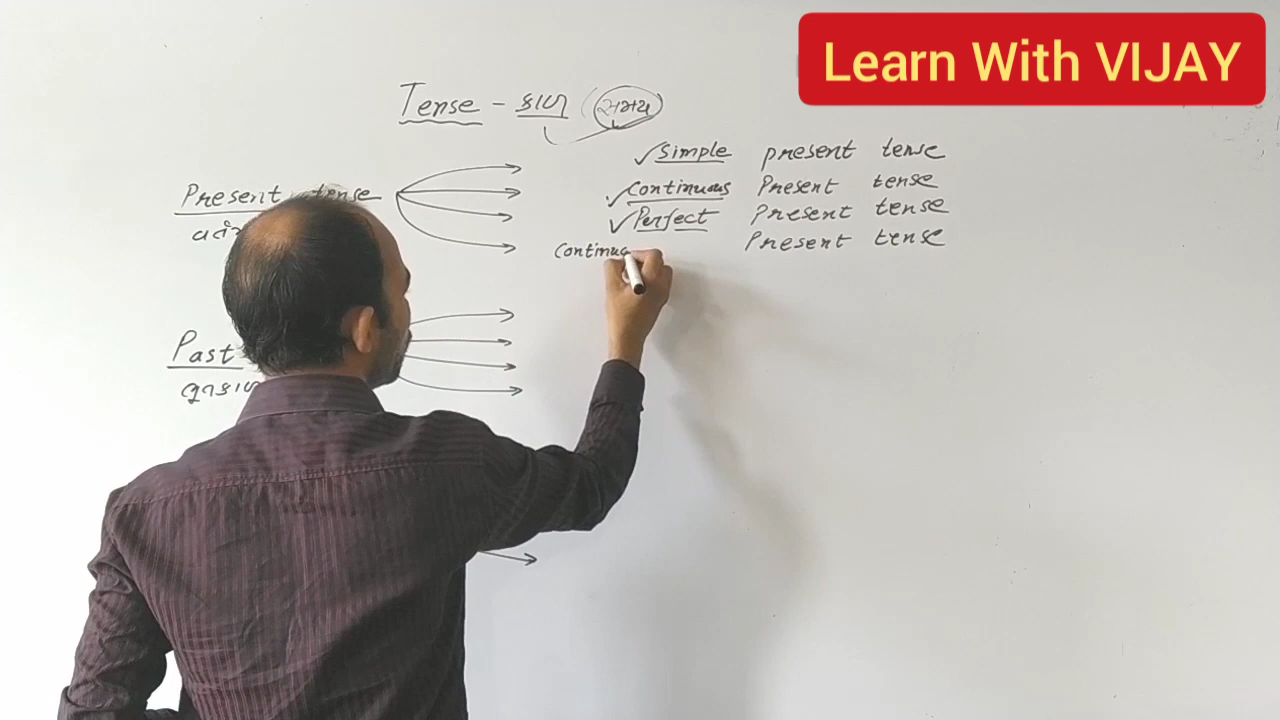 Learn With VIJAY
Tense - કાળ (સમય)
Present tense
Simple present tense
Continuous Present tense
Perfect Present tense
Continuo Present tense
Past